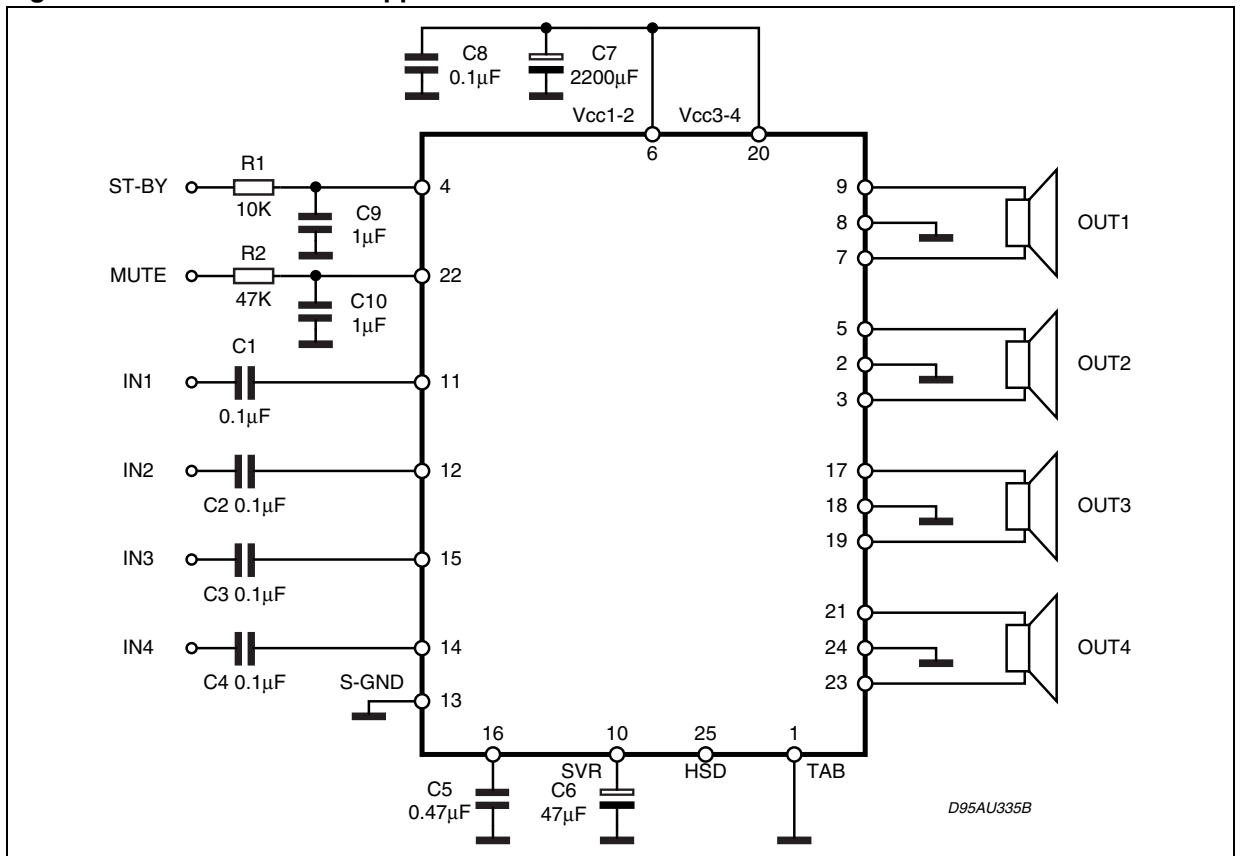 C8
0.1µF
C7
2200µF
Vcc1-2
Vcc3-4
6
20
ST-BY
R1
10K
4
C9
1µF
MUTE
R2
47K
22
C10
1µF
IN1
C1
0.1µF
11
IN2
C2 0.1µF
12
IN3
C3 0.1µF
15
IN4
C4 0.1µF
14
S-GND
13
9
8
7
OUT1
5
2
3
OUT2
17
18
19
OUT3
21
24
23
OUT4
16
10
25
1
SVR
HSD
TAB
C5
0.47µF
C6
47µF
D95AU335B